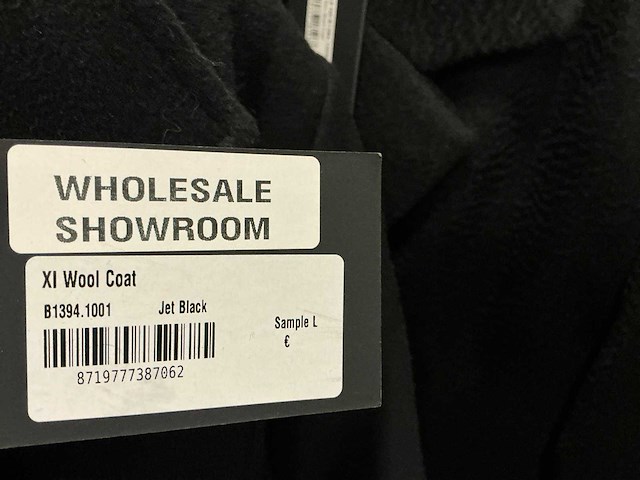 WHOLESALE
SHOWROOM
XI Wool Coat
B1394.1001 Jet Black
Sample L
€
8719777387062